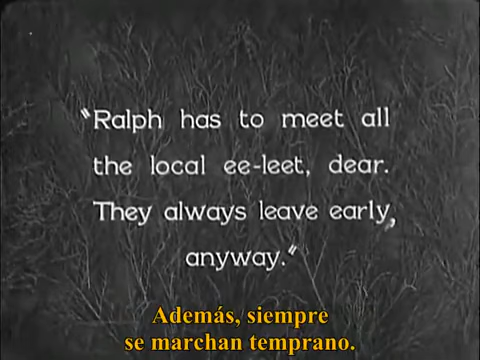 "Ralph has to meet all
the local ee-leet, dear.
They always leave early,
anyway."
Además, siempre
se marchan temprano.